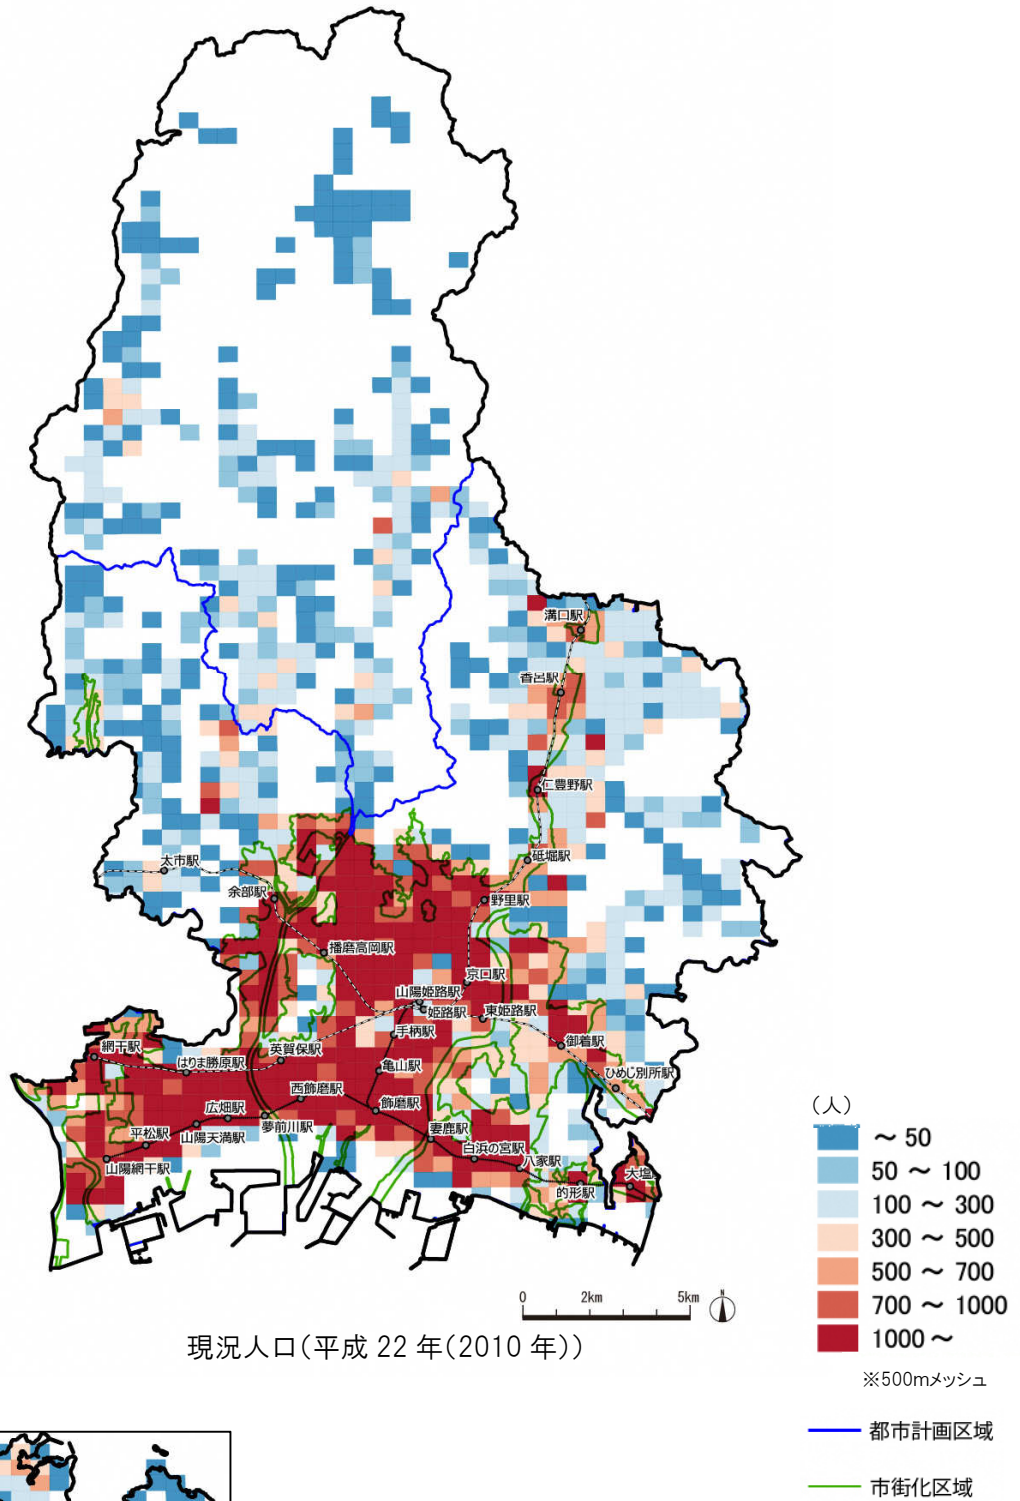 溝口駅
香呂駅
仁豊野駅
砥堀駅
太市駅
余部駅
野里駅
播磨高岡駅
京口駅
山陽姫路駅
姫路駅
東姫路駅
手柄駅
御着駅
網干駅
はりま勝原駅
英賀保駅
亀山駅
ひめじ別所駅
西飾磨駅
広畑駅
飾磨駅
平松駅
山陽天満駅
夢前川駅
妻鹿駅
白浜の宮駅
八家駅
山陽網干駅
的形駅
大塩
(人)
～ 50
50 ～ 100
100 ～ 300
300 ～ 500
500 ～ 700
700 ～ 1000
1000 ～
※500mメッシュ
0 2km 5km
N
現況人口(平成 22 年(2010 年))
都市計画区域
市街化区域